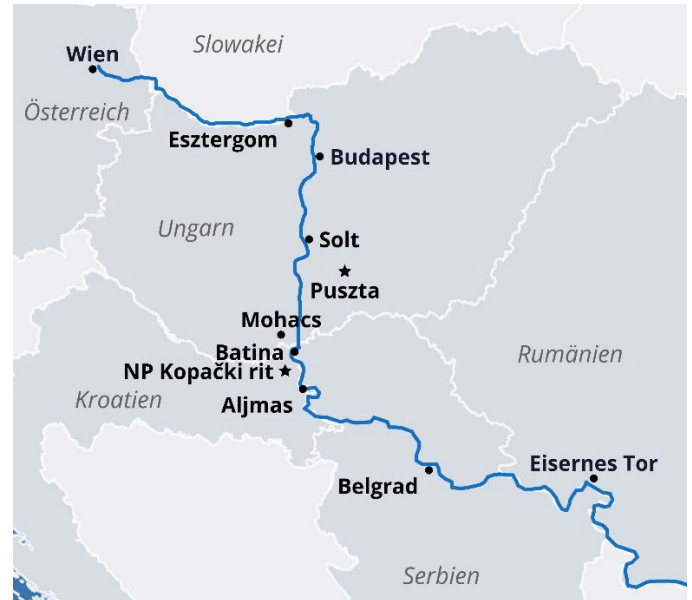 Slowakei
Wien
Österreich
Esztergom
Budapest
Ungarn
Solt
Puszta
Mohacs
Batina
Rumänien
NP Kopački rit
Kroatien
Aljmas
Eisernes Tor
Belgrad
Serbien